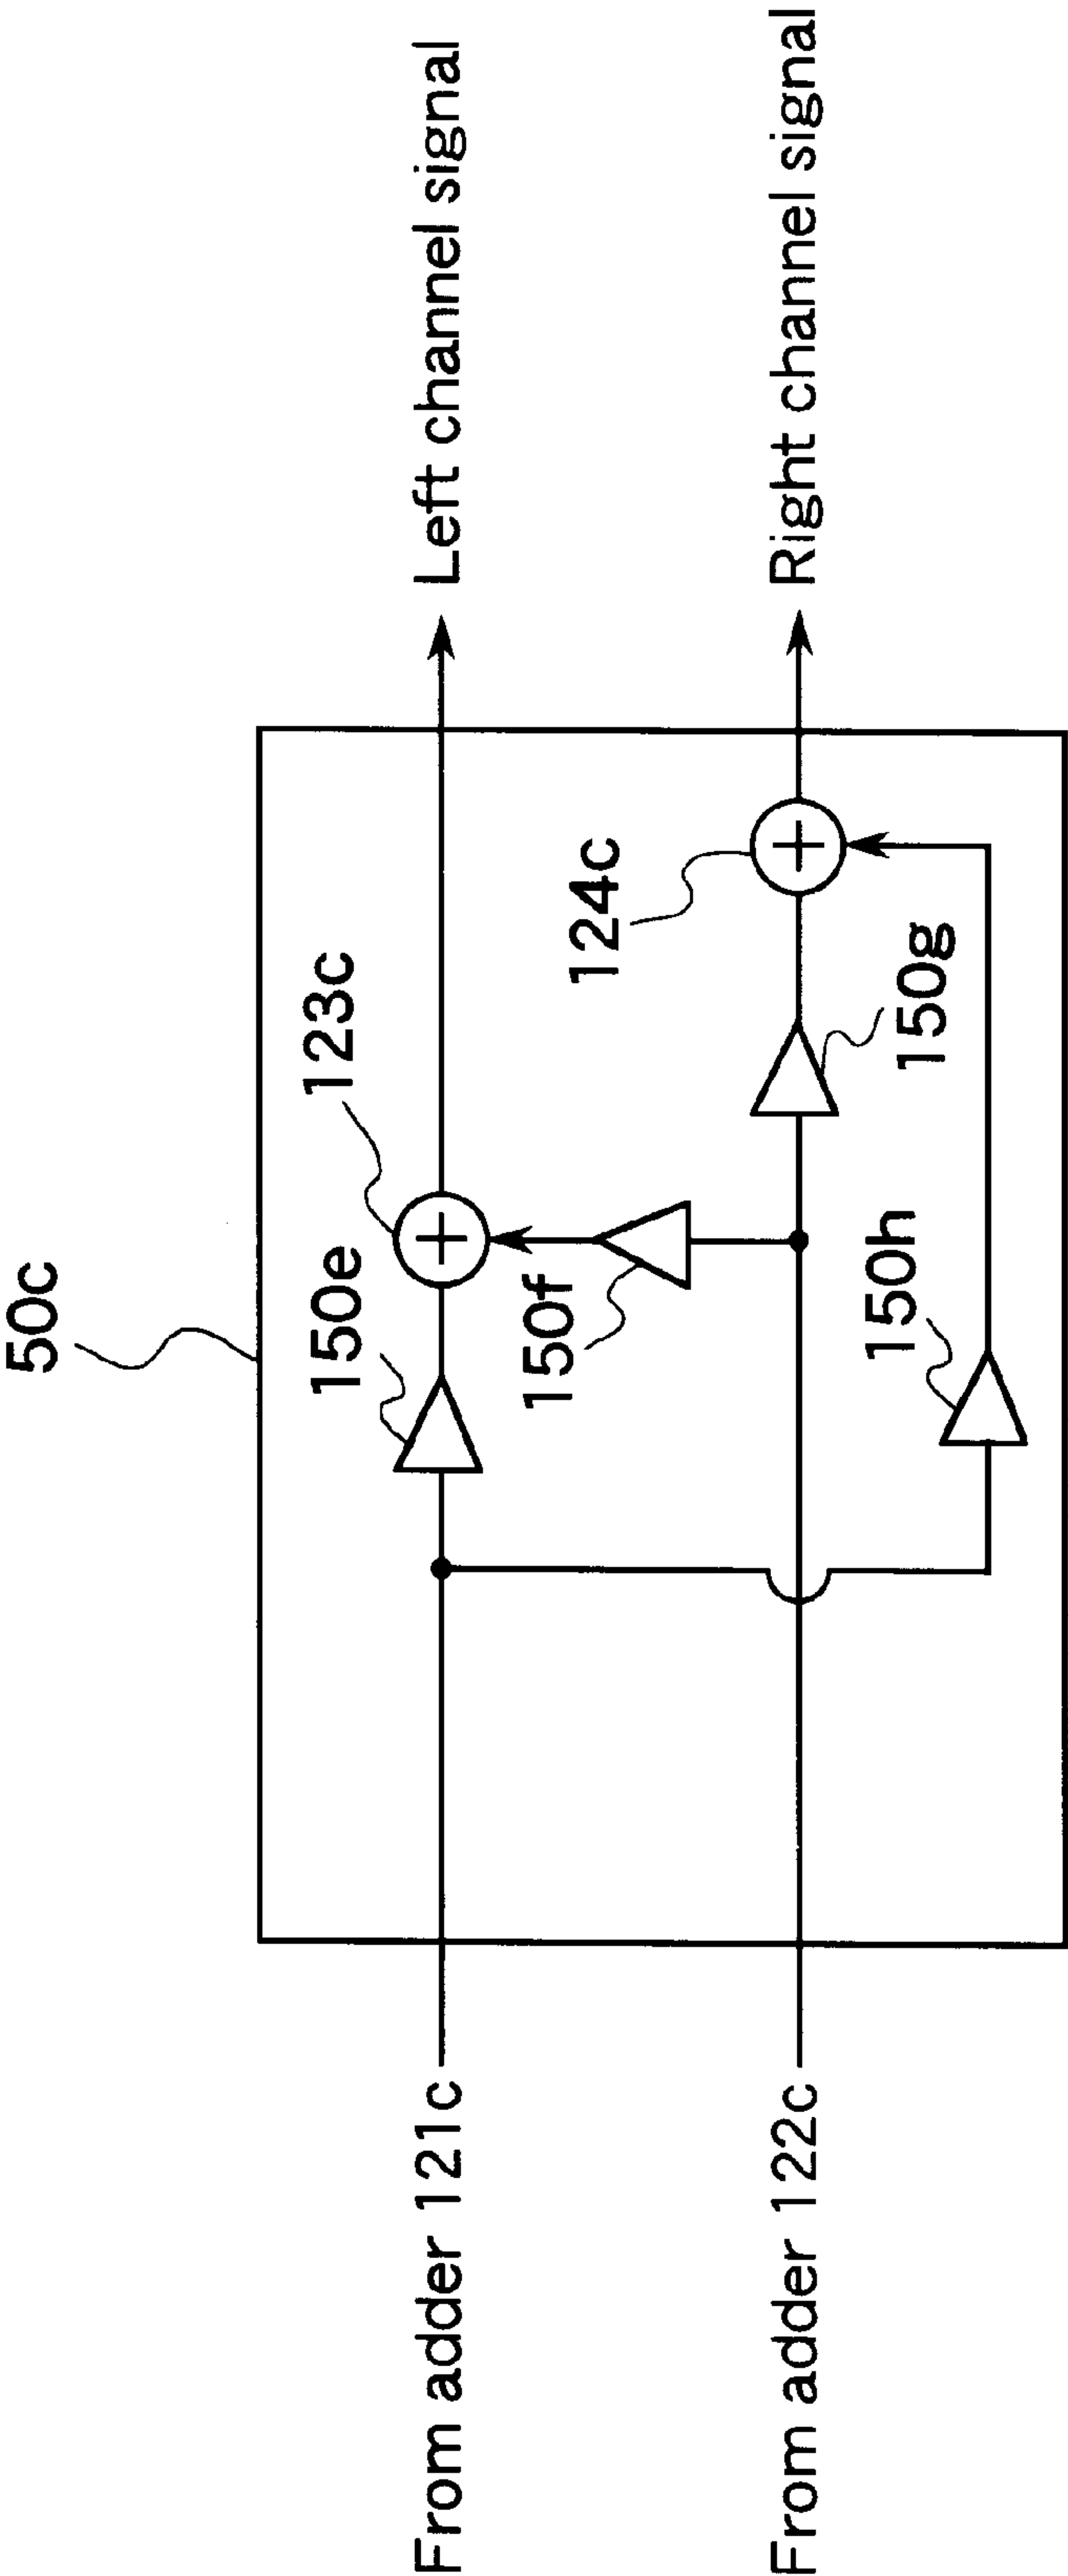 50c
123c
150e
Left channel signal
From adder 121c
150f
124c
Right channel signal
From adder 122c
150g
150h